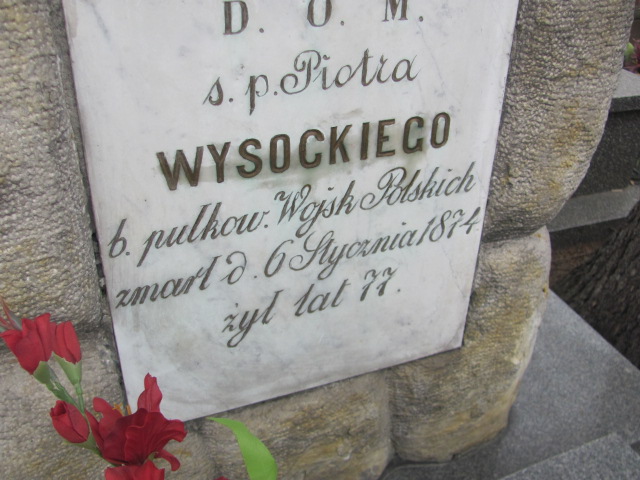 D. O. M.
s. p. Piotra
WYSOCKIEGO
b. pułkow. Wojsk Polskich
zmarł d. 6 Stycznia 1874.
żył lat 77.